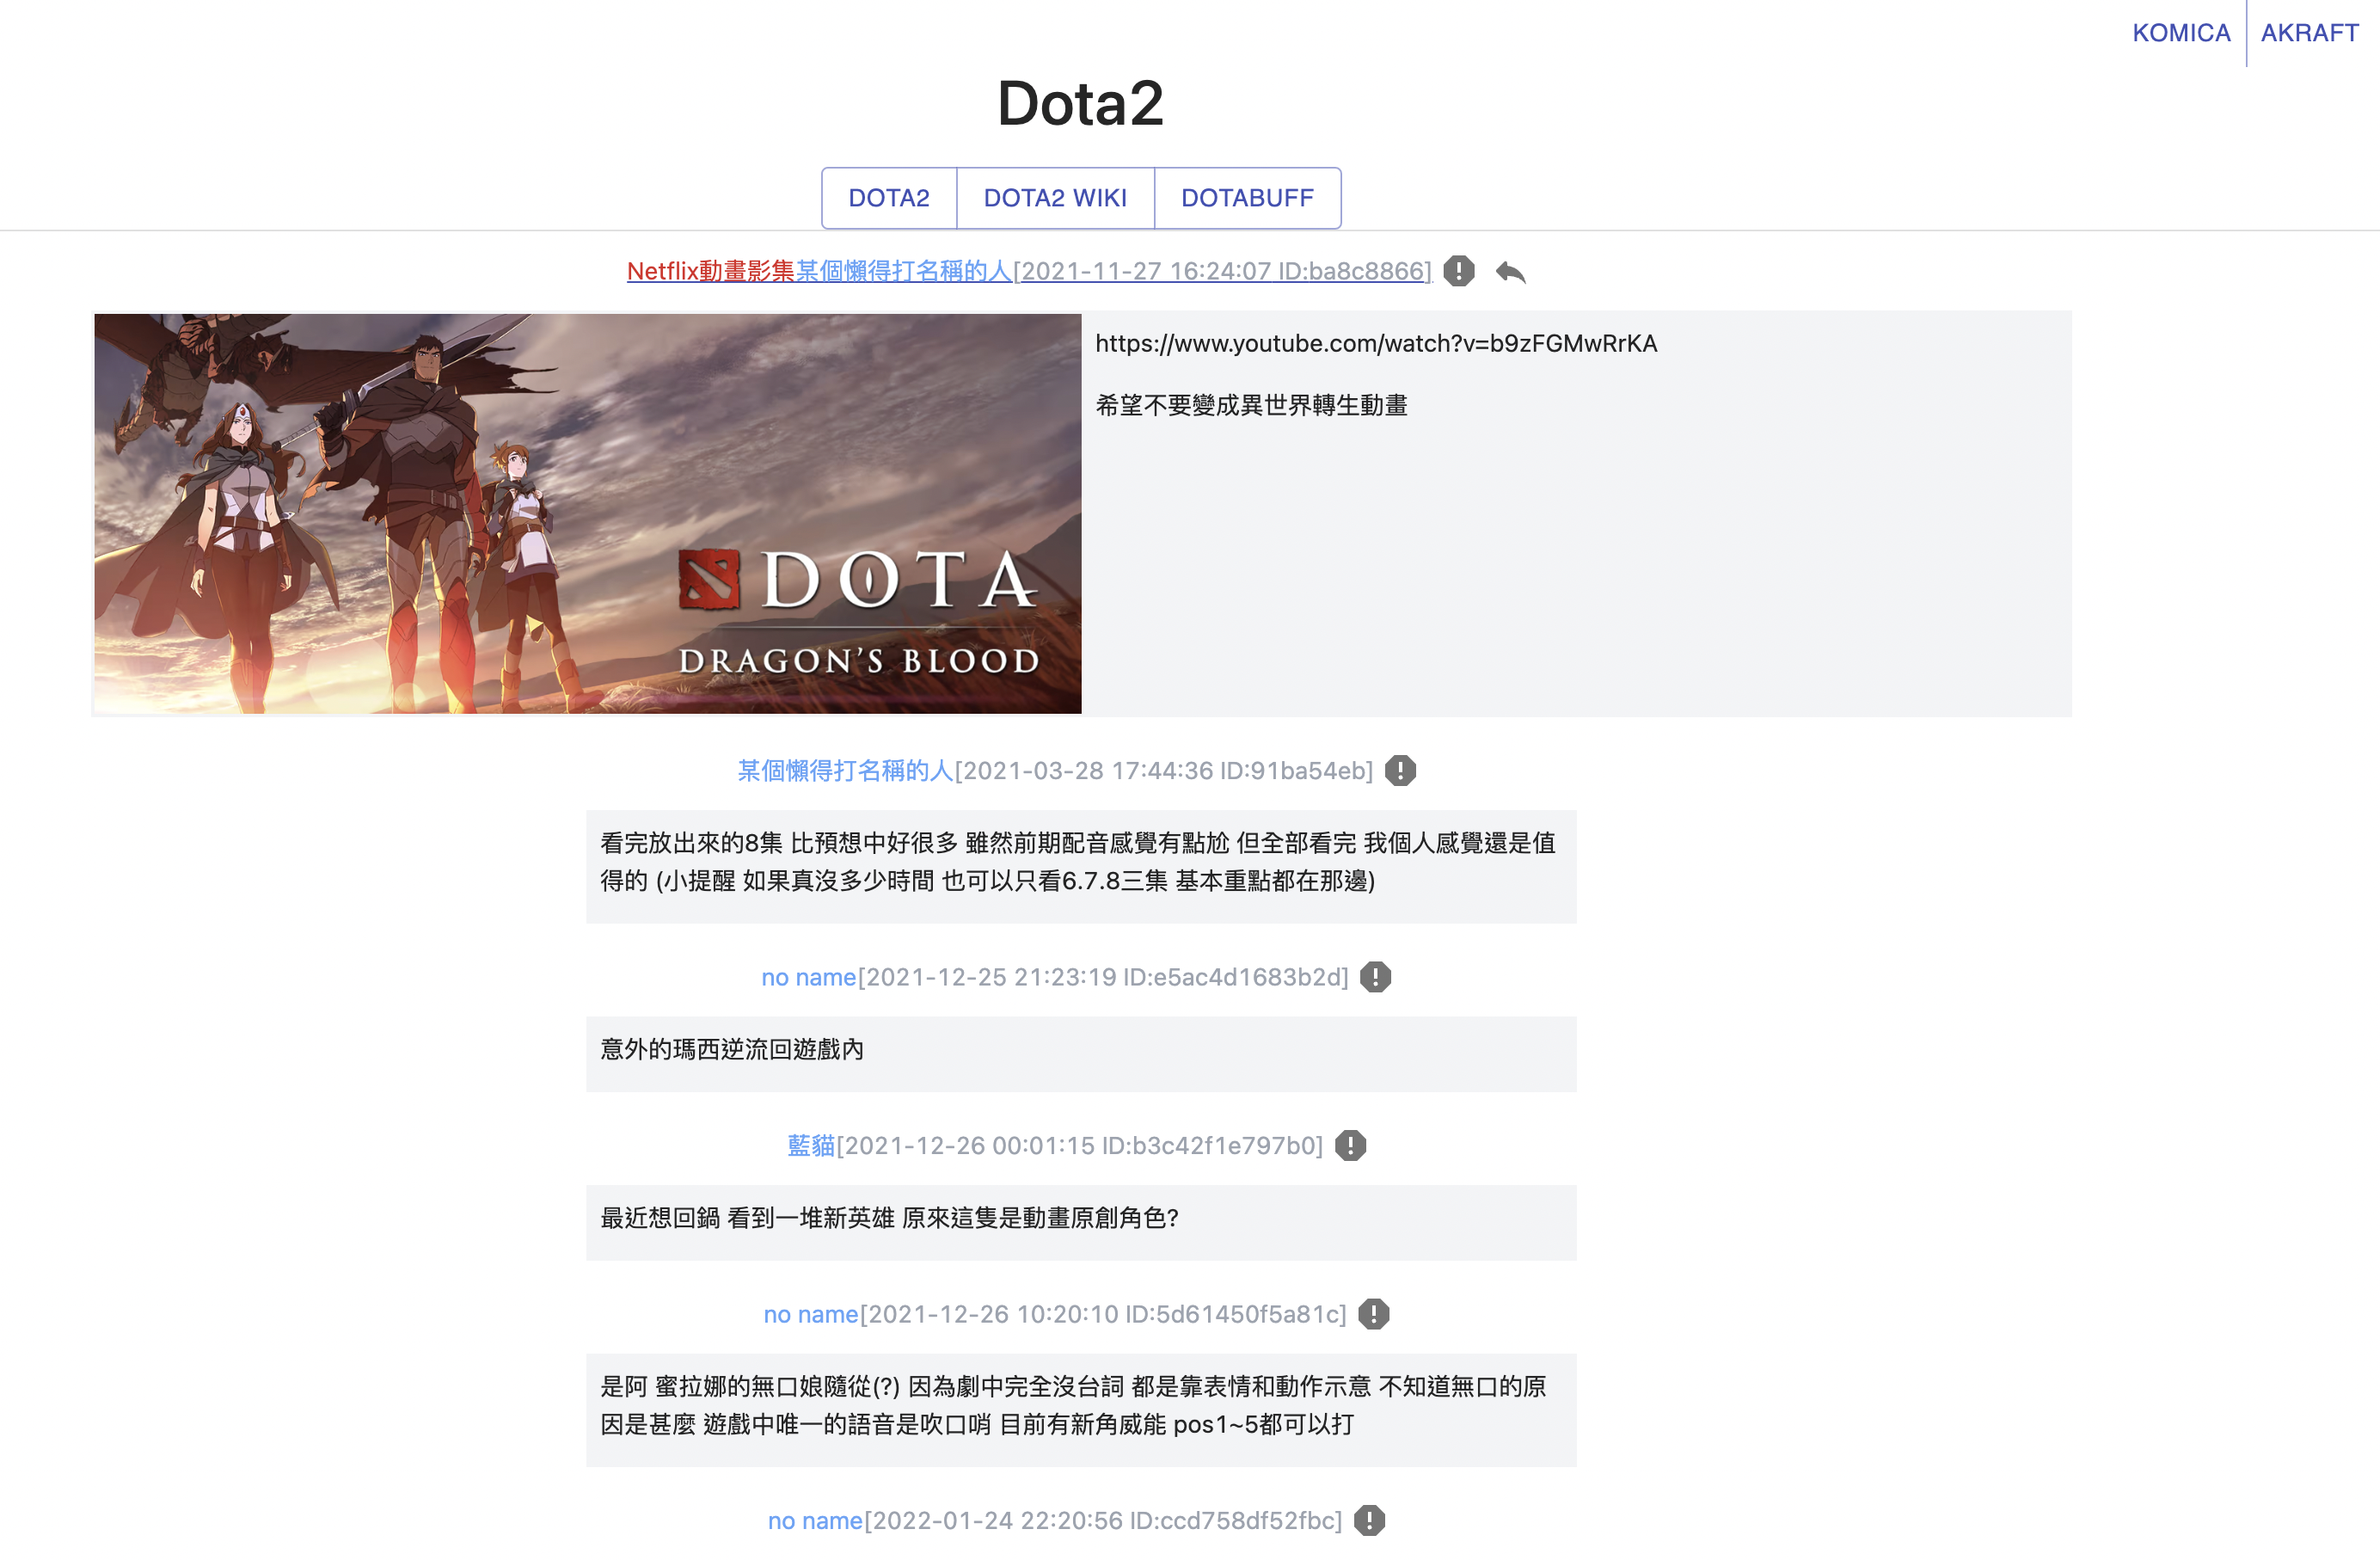 KOMICA
AKRAFT
Dota2
DOTA2
DOTA2 WIKI
DOTABUFF
Netflix動畫影集某個懶得打名稱的人[2021-11-27 16:24:07 ID:ba8c8866]
https://www.youtube.com/watch?v=b9zFGMwRrKA
希望不要變成異世界轉生動畫
DOTA
DRAGON'S BLOOD
某個懶得打名稱的人[2021-03-28 17:44:36 ID:91ba54eb]
看完放出來的8集 比預想中好很多 雖然前期配音感覺有點尬 但全部看完 我個人感覺還是值
得的 (小提醒 如果真沒多少時間 也可以只看6.7.8三集 基本重點都在那邊)
no name[2021-12-25 21:23:19 ID:e5ac4d1683b2d]
意外的瑪西逆流回遊戲內
藍貓[2021-12-26 00:01:15 ID:b3c42f1e797b0]
最近想回鍋 看到一堆新英雄 原來這隻是動畫原創角色?
no name[2021-12-26 10:20:10 ID:5d61450f5a81c]
是阿 蜜拉娜的無口娘隨從(?) 因為劇中完全沒台詞 都是靠表情和動作示意 不知道無口的原
因是甚麼 遊戲中唯一的語音是吹口哨 目前有新角威能 pos1~5都可以打
no name[2022-01-24 22:20:56 ID:ccd758df52fbc]